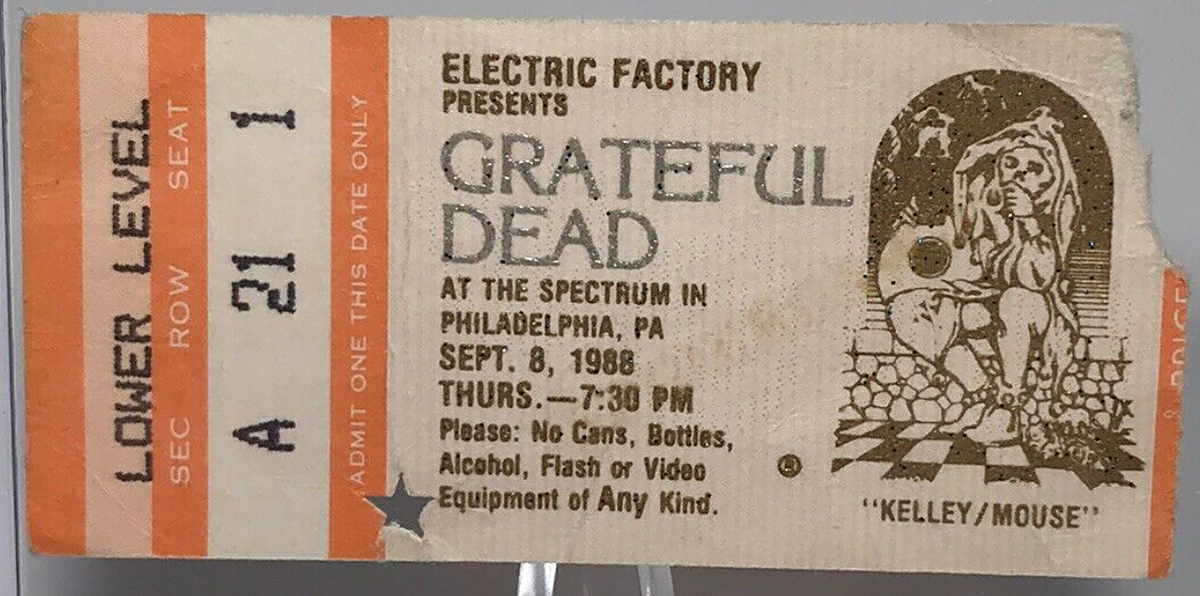 LOWER LEVEL
SEC ROW SEAT
A 21 1
ADMIT ONE THIS DATE ONLY
ELECTRIC FACTORY
PRESENTS
GRATEFUL
DEAD
AT THE SPECTRUM IN
PHILADELPHIA, PA
SEPT. 8, 1988
THURS.—7:30 PM
Please: No Cans, Bottles,
Alcohol, Flash or Video
Equipment of Any Kind.
®
"KELLEY/MOUSE"
& PRICE